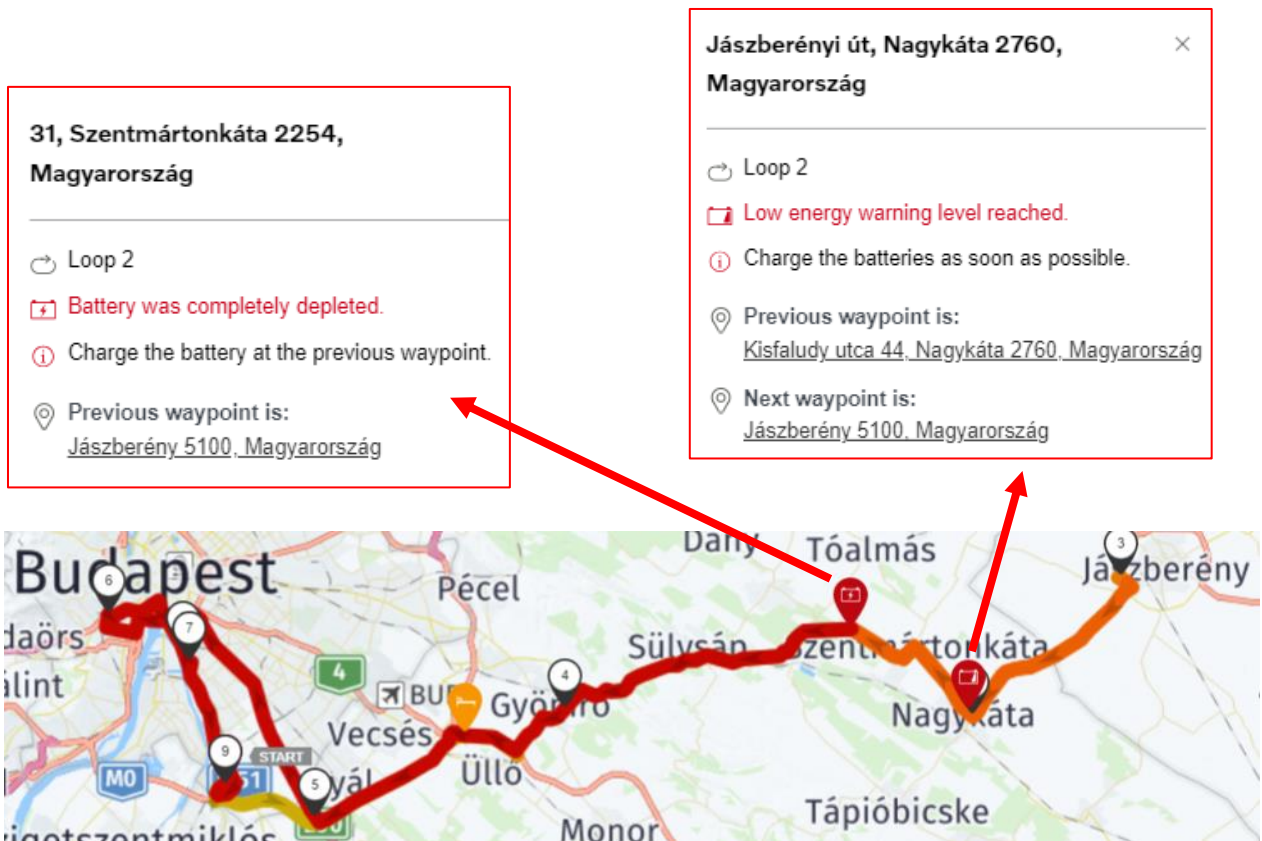 Jászberényi út, Nagykáta 2760,
Magyarország
Loop 2
Low energy warning level reached.
Charge the batteries as soon as possible.
Previous waypoint is:
Kisfaludy utca 44, Nagykáta 2760, Magyarország
Next waypoint is:
Jászberény 5100, Magyarország
31, Szentmártonkáta 2254,
Magyarország
Loop 2
Battery was completely depleted.
Charge the battery at the previous waypoint.
Previous waypoint is:
Jászberény 5100, Magyarország
Budapest
6
7
Pécel
Dány
Tóalmás
3
Jászberény
4
4
BUD
Gyömrő
Sülysáp
Szentmártonkáta
Nagykáta
Vecsés
Üllő
9
START
M0
51
5
Monor
Tápióbicske